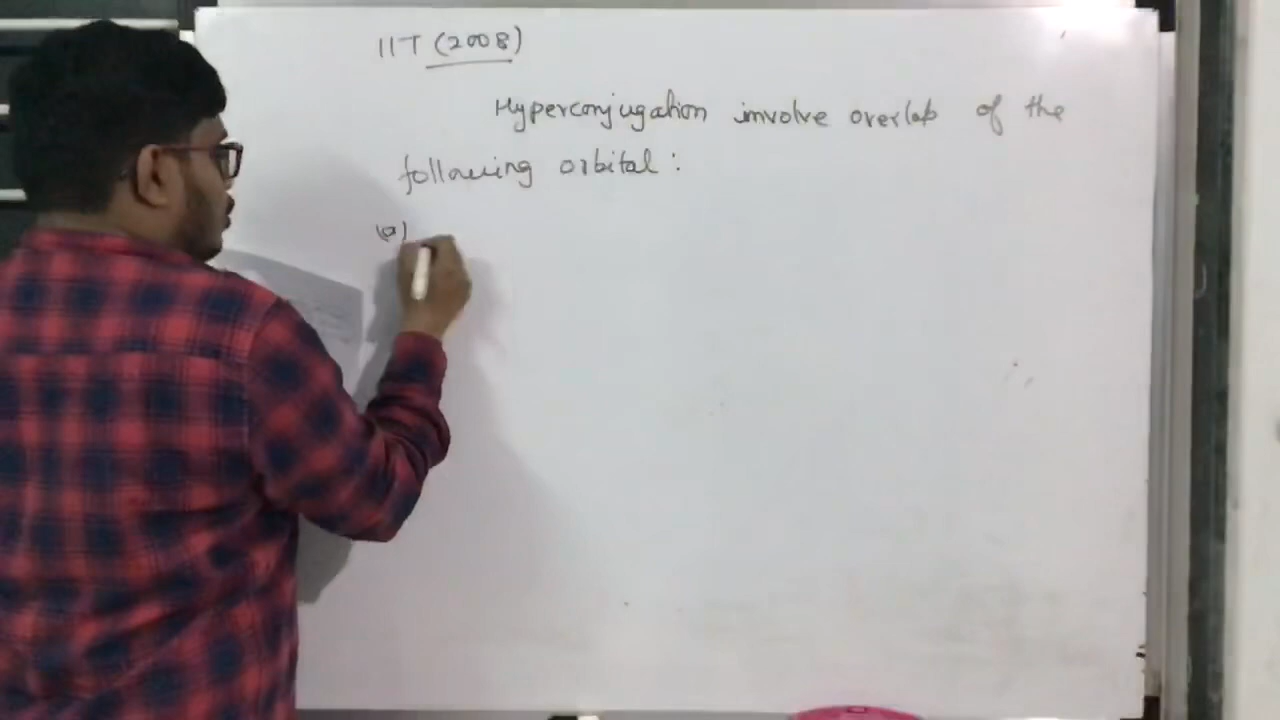 IIT (2008)
Hyperconjugation involve overlap of the
following orbital :
(a)